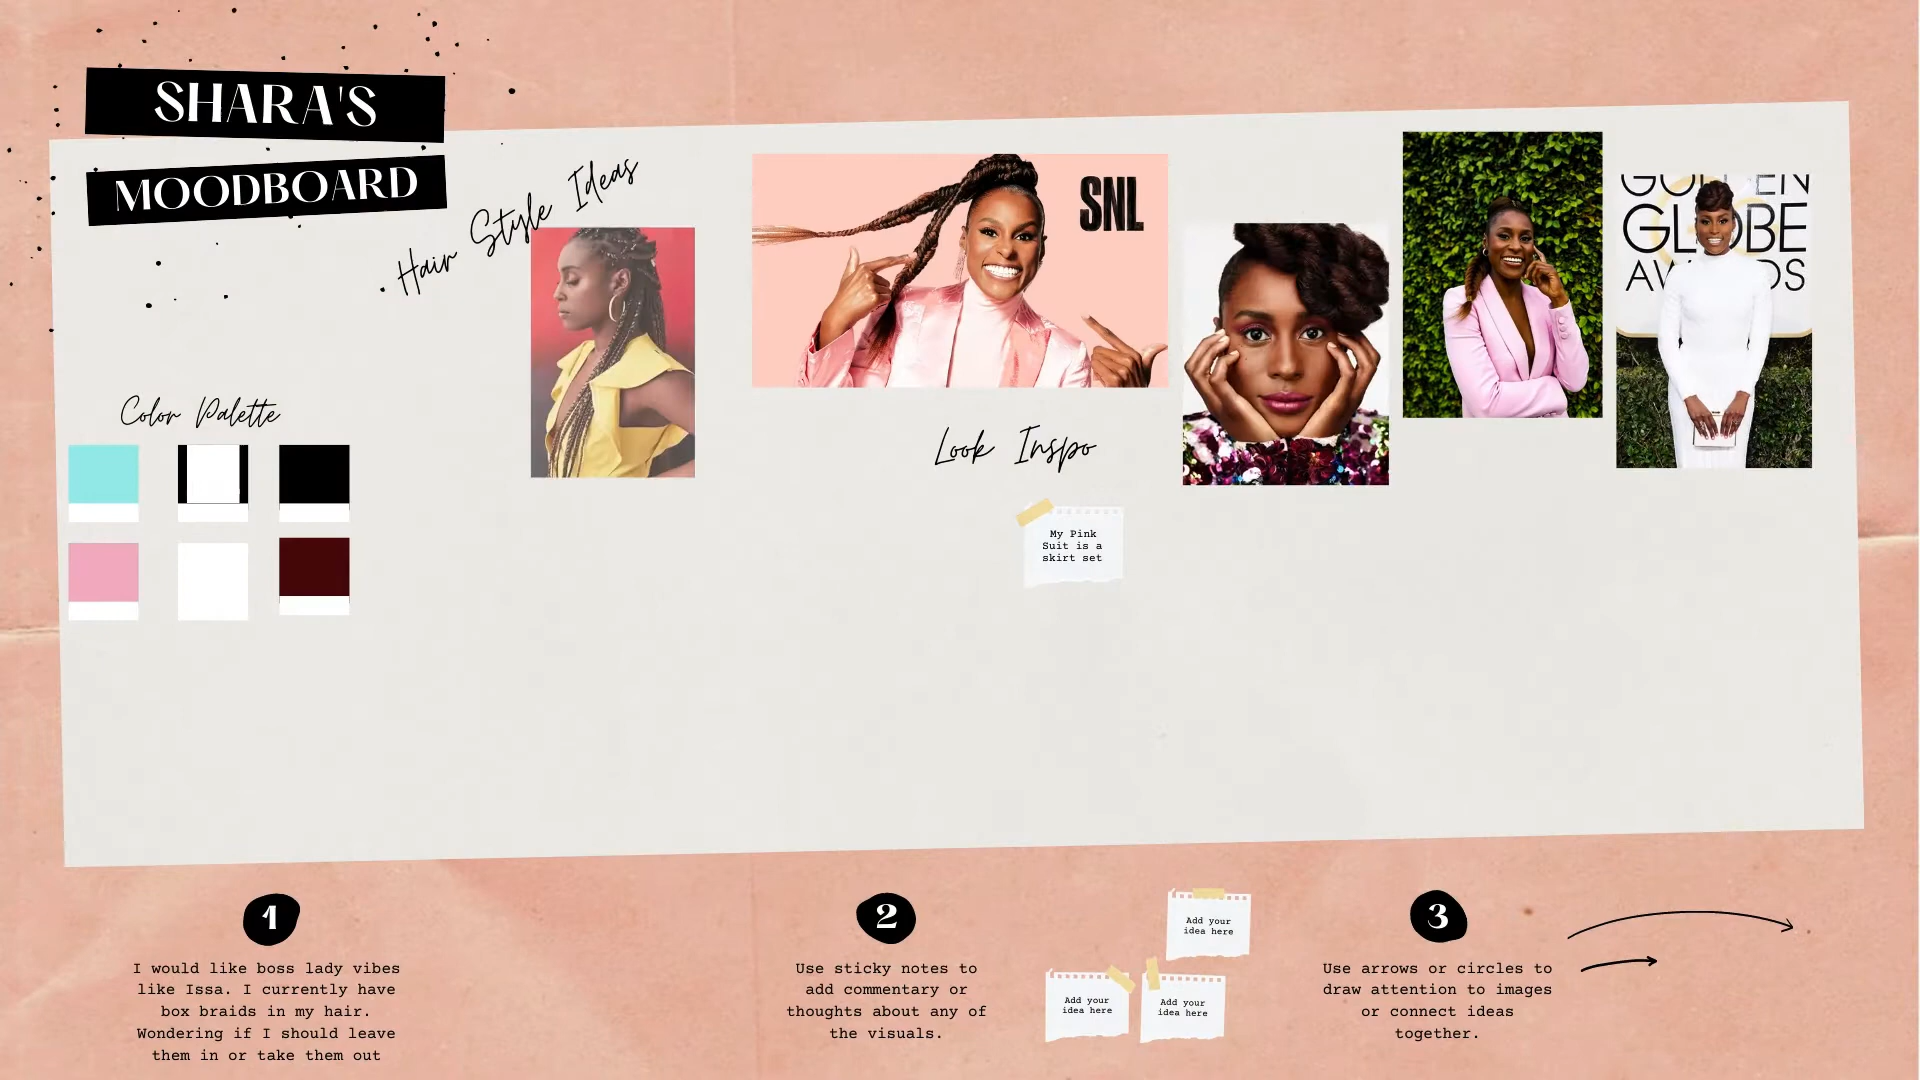 SHARA'S
MOODBOARD
Hair Style Ideas
SNL
GOLDEN
GLOBE
AWARDS
Color Palette
Look Inspo
My Pink
Suit is a
skirt set
1
I would like boss lady vibes
like Issa. I currently have
box braids in my hair.
Wondering if I should leave
them in or take them out
2
Use sticky notes to
add commentary or
thoughts about any of
the visuals.
Add your
idea here
Add your
idea here
Add your
idea here
3
Use arrows or circles to
draw attention to images
or connect ideas
together.